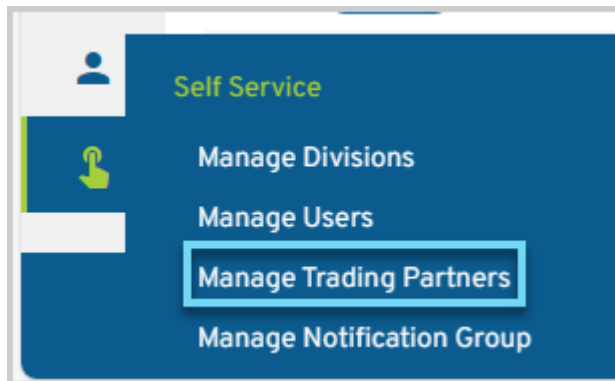 Self Service
Manage Divisions
Manage Users
Manage Trading Partners
Manage Notification Group